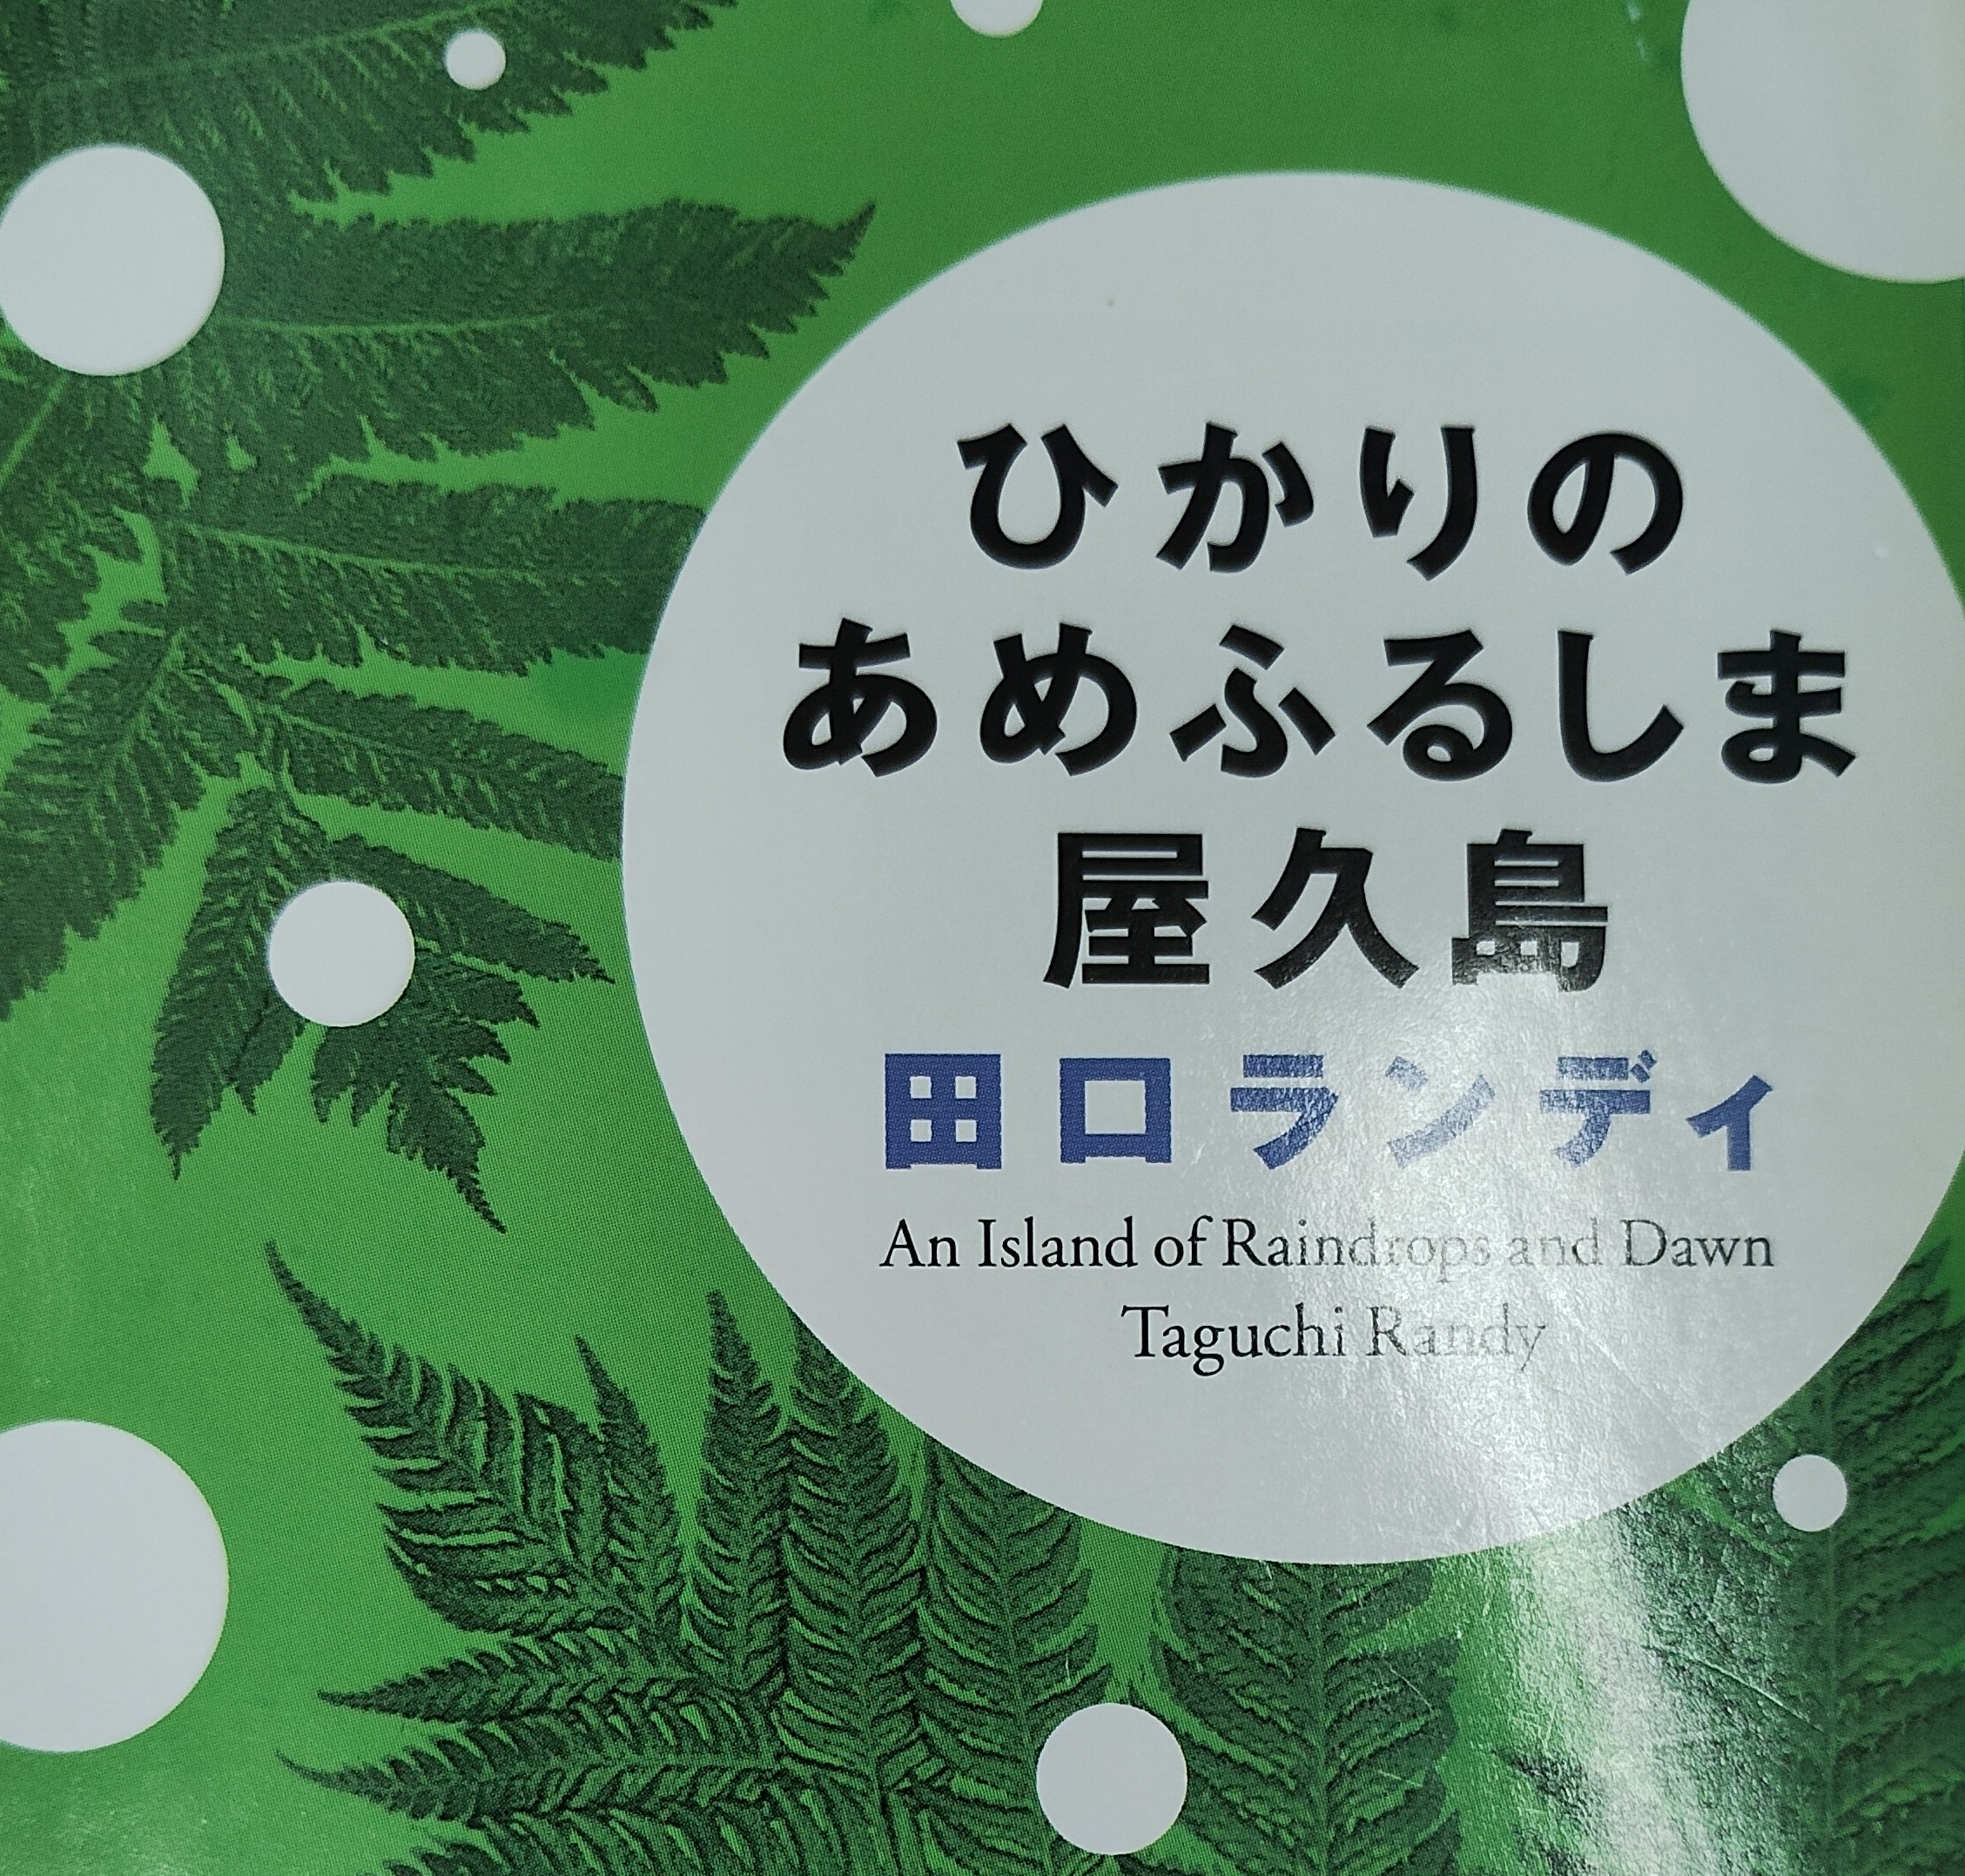 ひかりの
あめふるしま
屋久島
田口ランディ
An Island of Raindrops and Dawn
Taguchi Randy